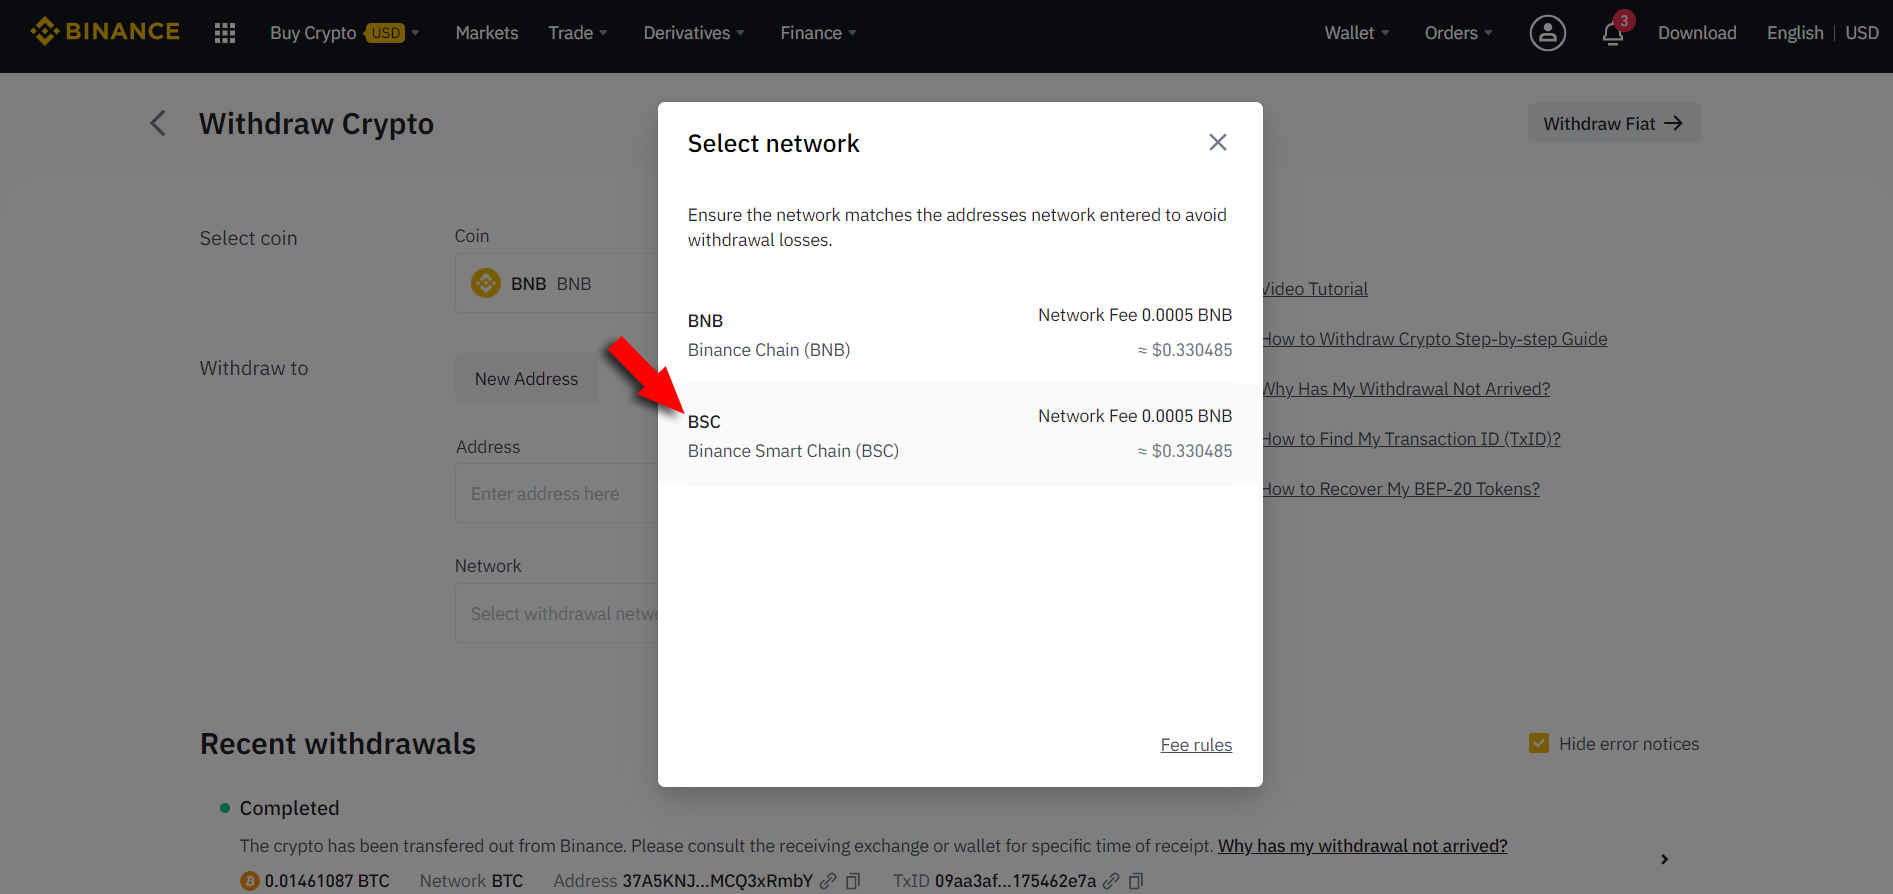 BINANCE
Buy Crypto USD
Markets
Trade
Derivatives
Finance
Wallet
Orders
3
Download
English | USD
Withdraw Crypto
Withdraw Fiat
Select network
Ensure the network matches the addresses network entered to avoid
withdrawal losses.
BNB
Network Fee 0.0005 BNB
Binance Chain (BNB)
≈ $0.330485
BSC
Network Fee 0.0005 BNB
Binance Smart Chain (BSC)
≈ $0.330485
Fee rules
Select coin
Coin
BNB BNB
Withdraw to
New Address
Address
Enter address here
Network
Select withdrawal netwo
Video Tutorial
How to Withdraw Crypto Step-by-step Guide
Why Has My Withdrawal Not Arrived?
How to Find My Transaction ID (TxID)?
How to Recover My BEP-20 Tokens?
Recent withdrawals
Hide error notices
Completed
The crypto has been transfered out from Binance. Please consult the receiving exchange or wallet for specific time of receipt. Why has my withdrawal not arrived?
0.01461087 BTC Network BTC Address 37A5KNJ...MCQ3xRmbY TxID 09aa3af...175462e7a